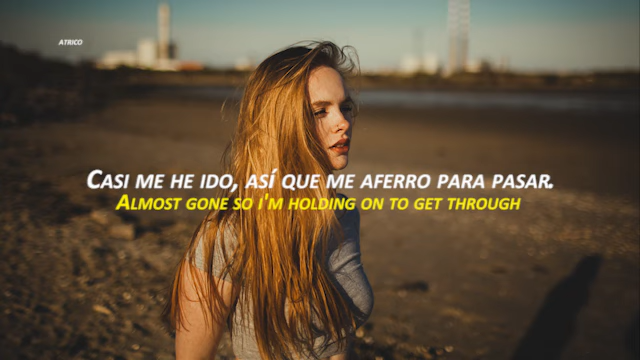 ATRICO
CASI ME HE IDO, ASÍ QUE ME AFERRO PARA PASAR.
ALMOST GONE SO I'M HOLDING ON TO GET THROUGH